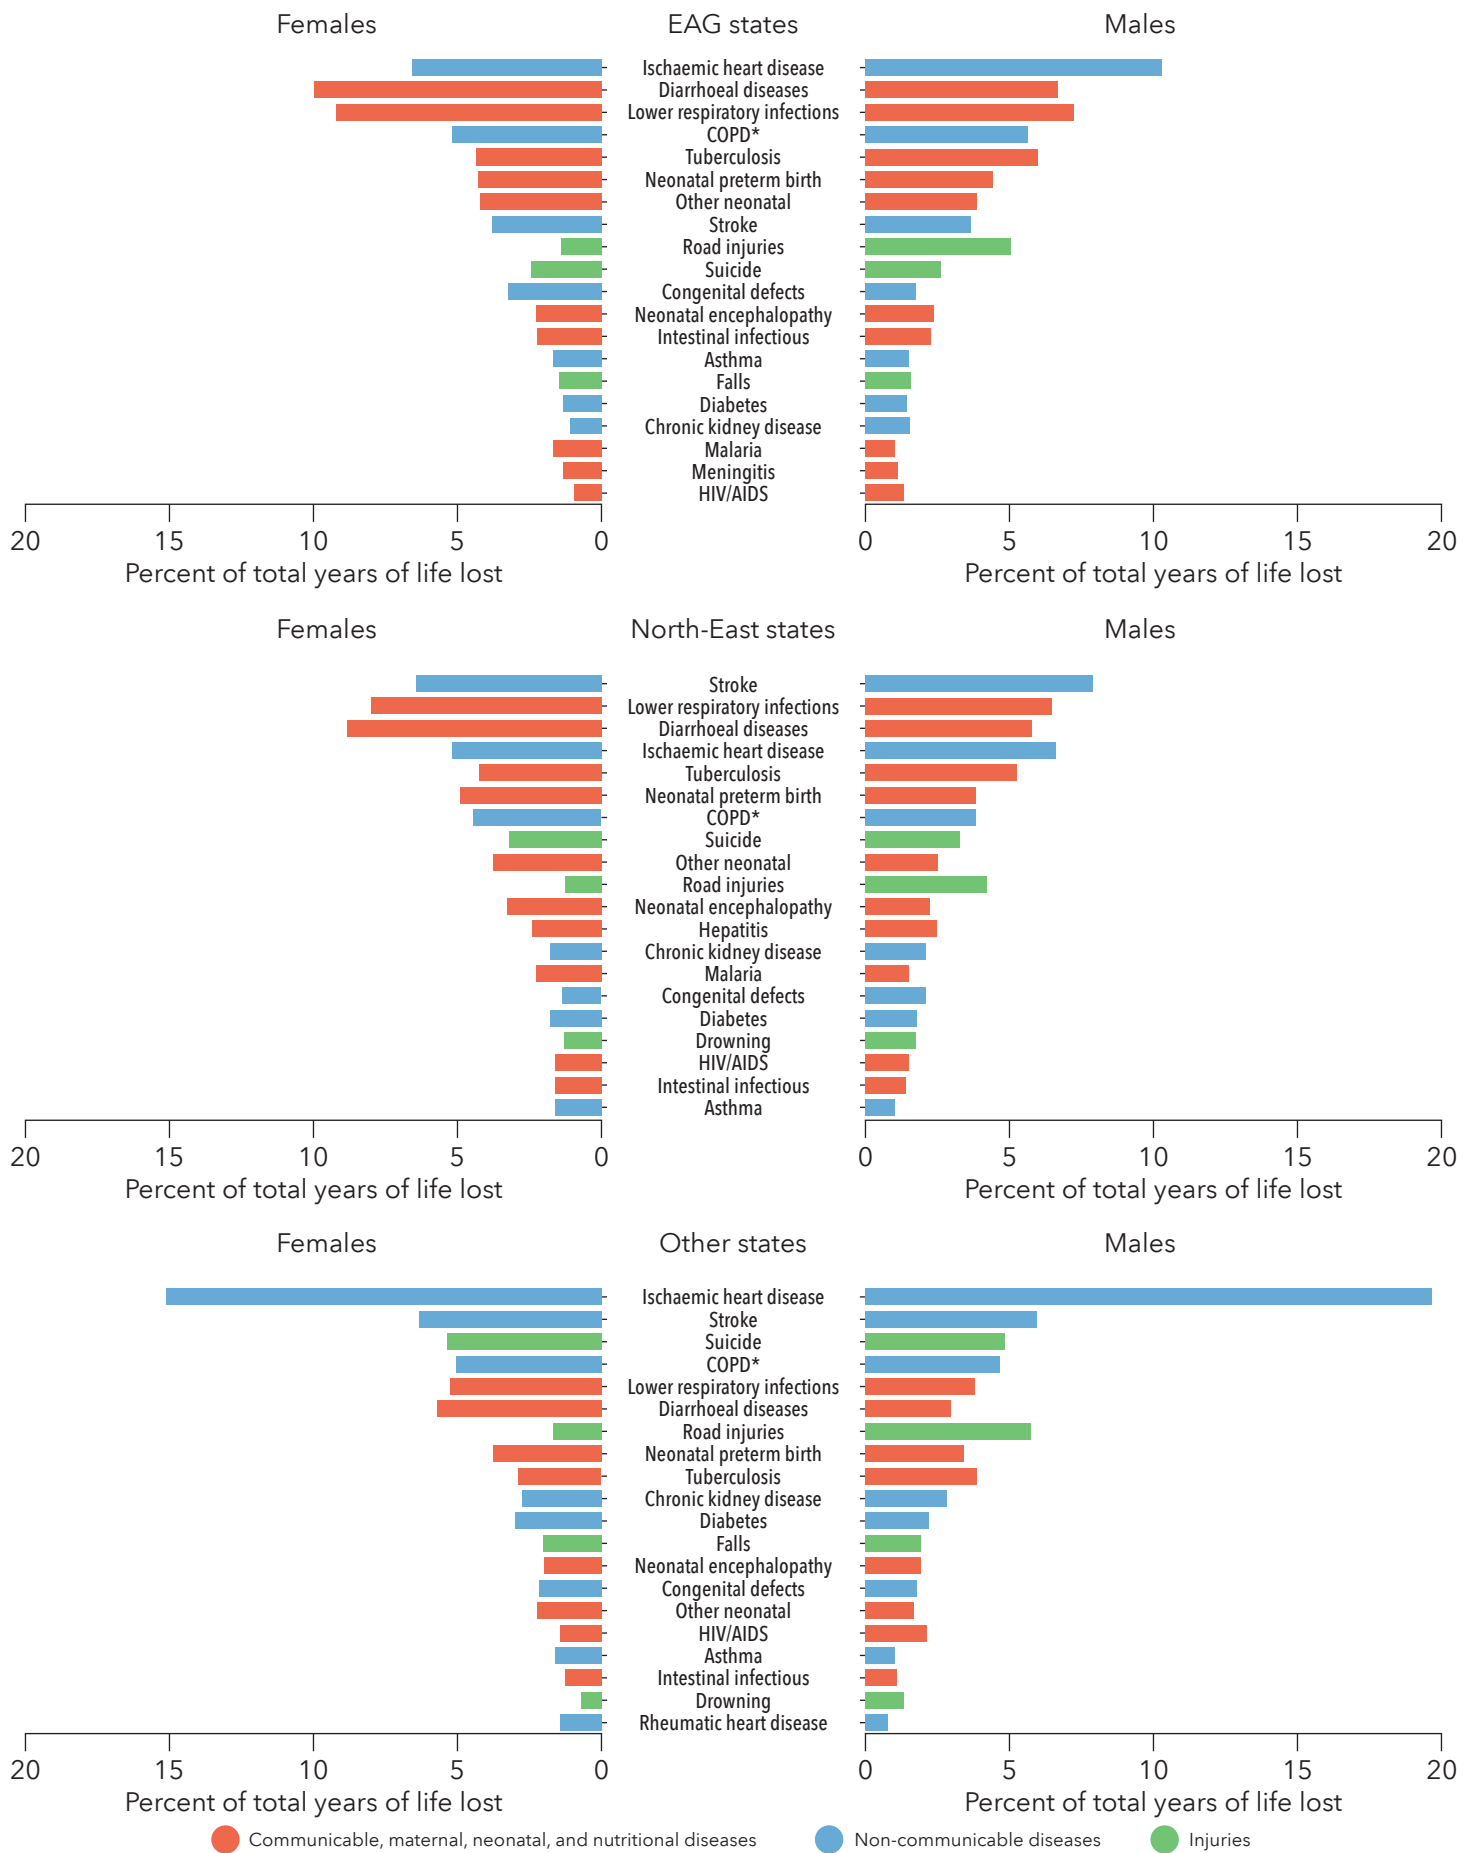 Females EAG states Males
Ischaemic heart disease
Diarrhoeal diseases
Lower respiratory infections
COPD*
Tuberculosis
Neonatal preterm birth
Other neonatal
Stroke
Road injuries
Suicide
Congenital defects
Neonatal encephalopathy
Intestinal infectious
Asthma
Falls
Diabetes
Chronic kidney disease
Malaria
Meningitis
HIV/AIDS
20 15 10 5 0 0 5 10 15 20
Percent of total years of life lost Percent of total years of life lost
Females North-East states Males
Stroke
Lower respiratory infections
Diarrhoeal diseases
Ischaemic heart disease
Tuberculosis
Neonatal preterm birth
COPD*
Suicide
Other neonatal
Road injuries
Neonatal encephalopathy
Hepatitis
Chronic kidney disease
Malaria
Congenital defects
Diabetes
Drowning
HIV/AIDS
Intestinal infectious
Asthma
20 15 10 5 0 0 5 10 15 20
Percent of total years of life lost Percent of total years of life lost
Females Other states Males
Ischaemic heart disease
Stroke
Suicide
COPD*
Lower respiratory infections
Diarrhoeal diseases
Road injuries
Neonatal preterm birth
Tuberculosis
Chronic kidney disease
Diabetes
Falls
Neonatal encephalopathy
Congenital defects
Other neonatal
HIV/AIDS
Asthma
Intestinal infectious
Drowning
Rheumatic heart disease
20 15 10 5 0 0 5 10 15 20
Percent of total years of life lost Percent of total years of life lost
Communicable, maternal, neonatal, and nutritional diseases Non-communicable diseases Injuries